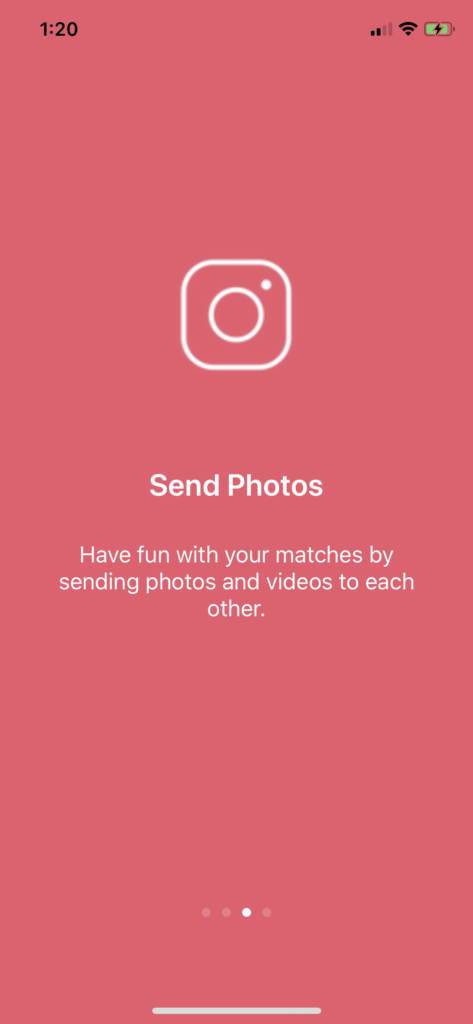 1:20
Send Photos
Have fun with your matches by
sending photos and videos to each
other.